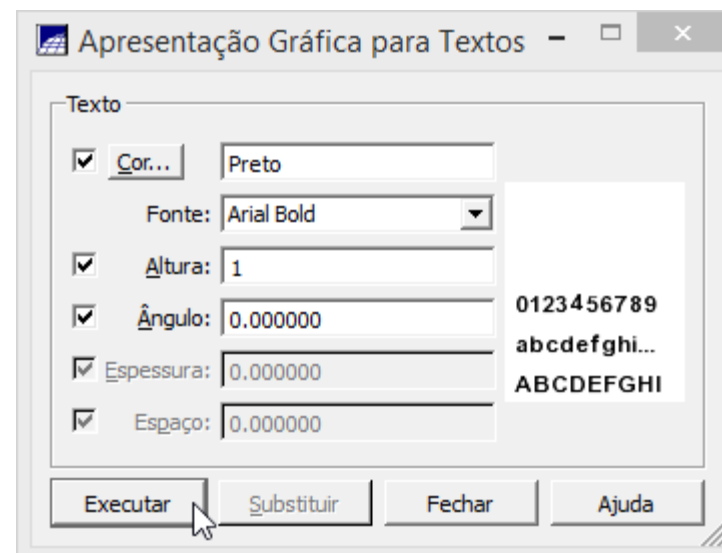 Apresentação Gráfica para Textos
Texto
Cor... Preto
Fonte: Arial Bold
Altura: 1
Ângulo: 0.000000
Espessura: 0.000000
Espaço: 0.000000
0123456789
abcdefghi...
ABCDEFGHI
Executar Substituir Fechar Ajuda